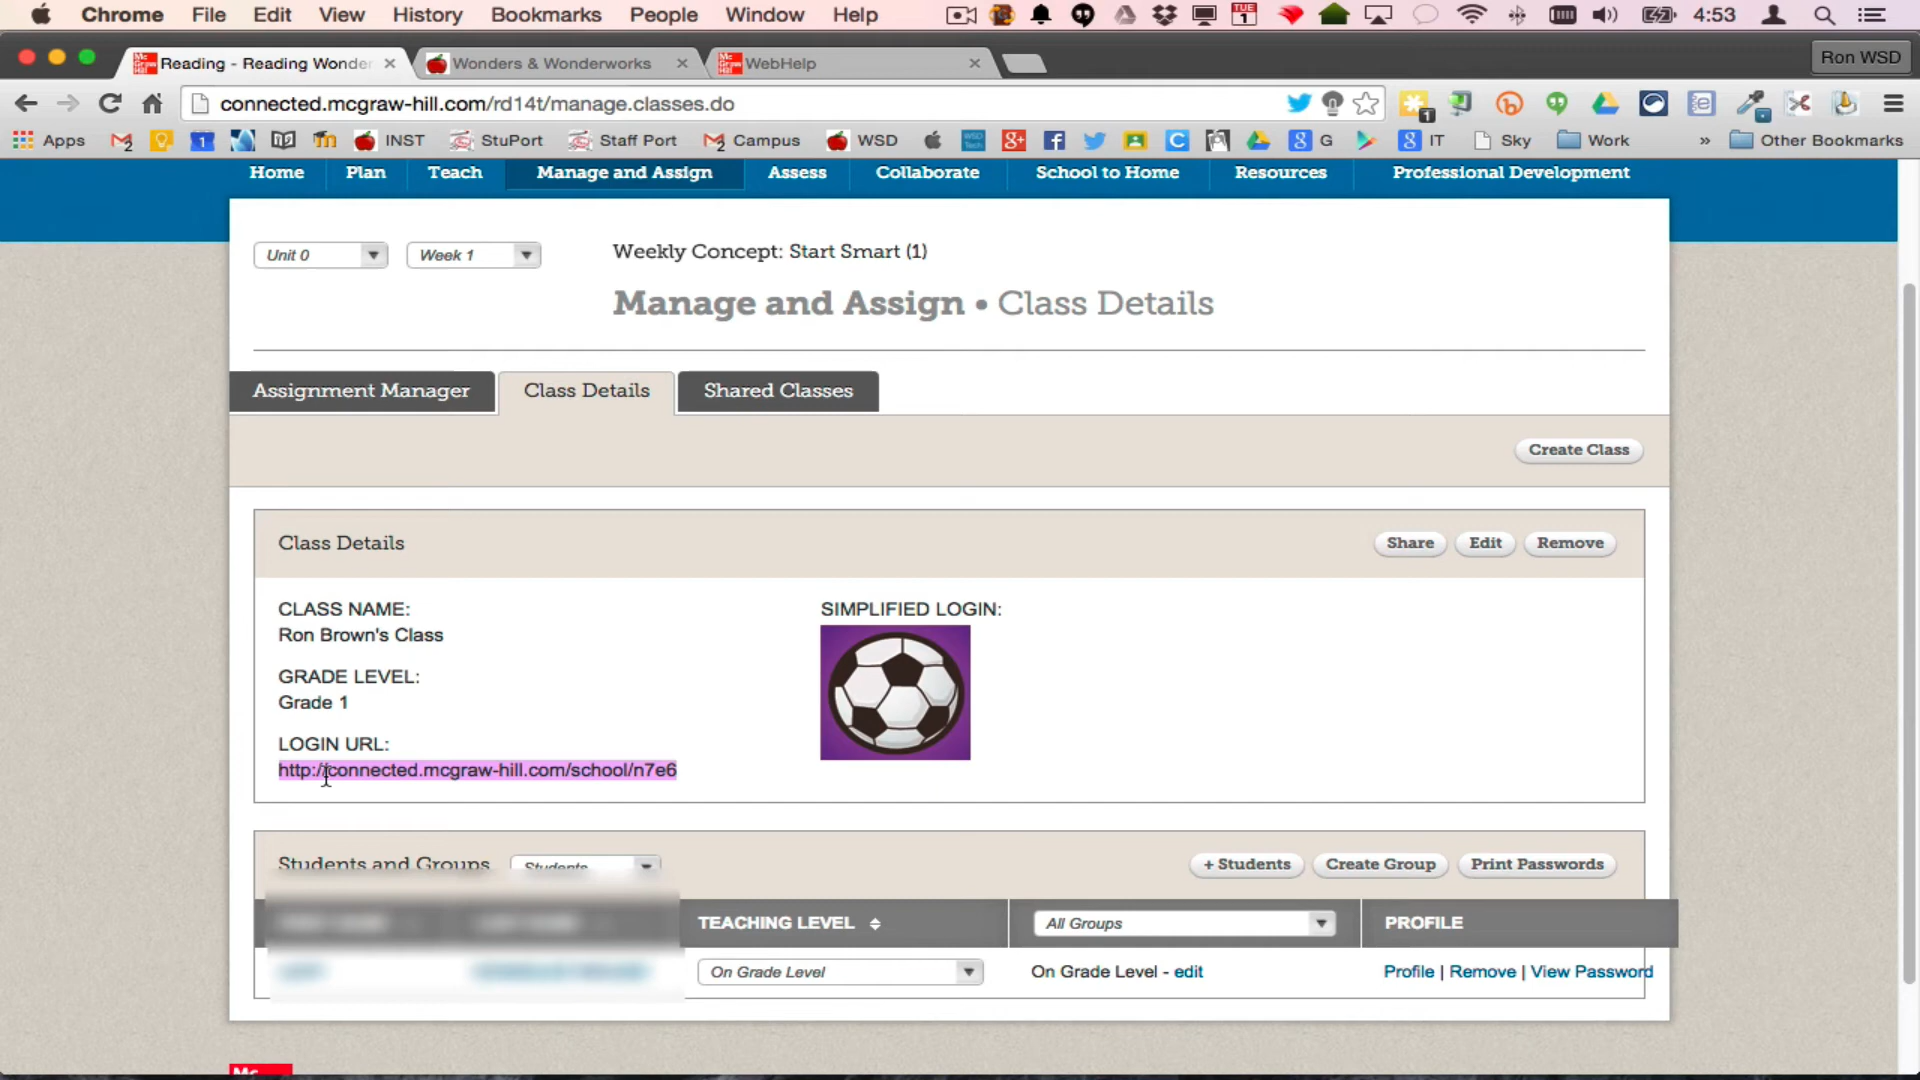 Chrome File Edit View History Bookmarks People Window Help TUE 1 4:53
Reading - Reading Wonde Wonders & Wonderworks WebHelp Ron WSD
connected.mcgraw-hill.com/rd14t/manage.classes.do 1
Apps 1 INST StuPort Staff Port Campus WSD G IT Sky Work » Other Bookmarks
Home Plan Teach Manage and Assign Assess Collaborate School to Home Resources Professional Development
Unit 0 Week 1 Weekly Concept: Start Smart (1)
Manage and Assign • Class Details
Assignment Manager Class Details Shared Classes
Create Class
Class Details Share Edit Remove
CLASS NAME: SIMPLIFIED LOGIN:
Ron Brown's Class
GRADE LEVEL:
Grade 1
LOGIN URL:
http://connected.mcgraw-hill.com/school/n7e6
Students and Groups Students + Students Create Group Print Passwords
TEACHING LEVEL All Groups PROFILE
On Grade Level On Grade Level - edit Profile | Remove | View Password
Mc